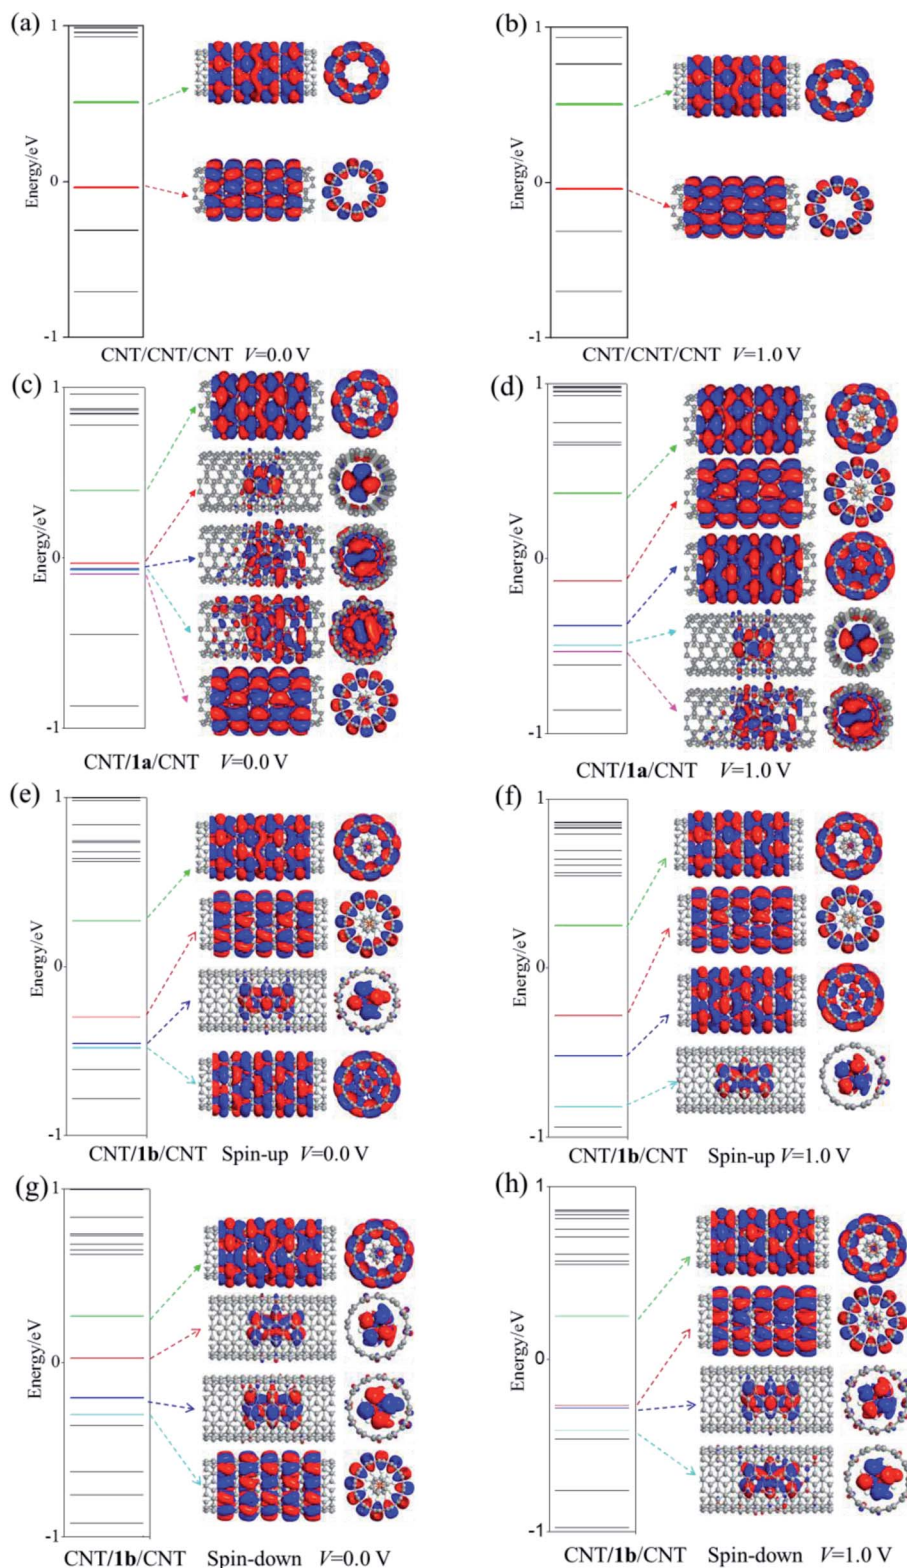 (a)
1
Energy/eV
0
-1
CNT/CNT/CNT V=0.0 V
(b)
1
Energy/eV
0
-1
CNT/CNT/CNT V=1.0 V
(c)
1
Energy/eV
0
-1
CNT/1a/CNT V=0.0 V
(d)
1
Energy/eV
0
-1
CNT/1a/CNT V=1.0 V
(e)
1
Energy/eV
0
-1
CNT/1b/CNT Spin-up V=0.0 V
(f)
1
Energy/eV
0
-1
CNT/1b/CNT Spin-up V=1.0 V
(g)
1
Energy/eV
0
-1
CNT/1b/CNT Spin-down V=0.0 V
(h)
1
Energy/eV
0
-1
CNT/1b/CNT Spin-down V=1.0 V